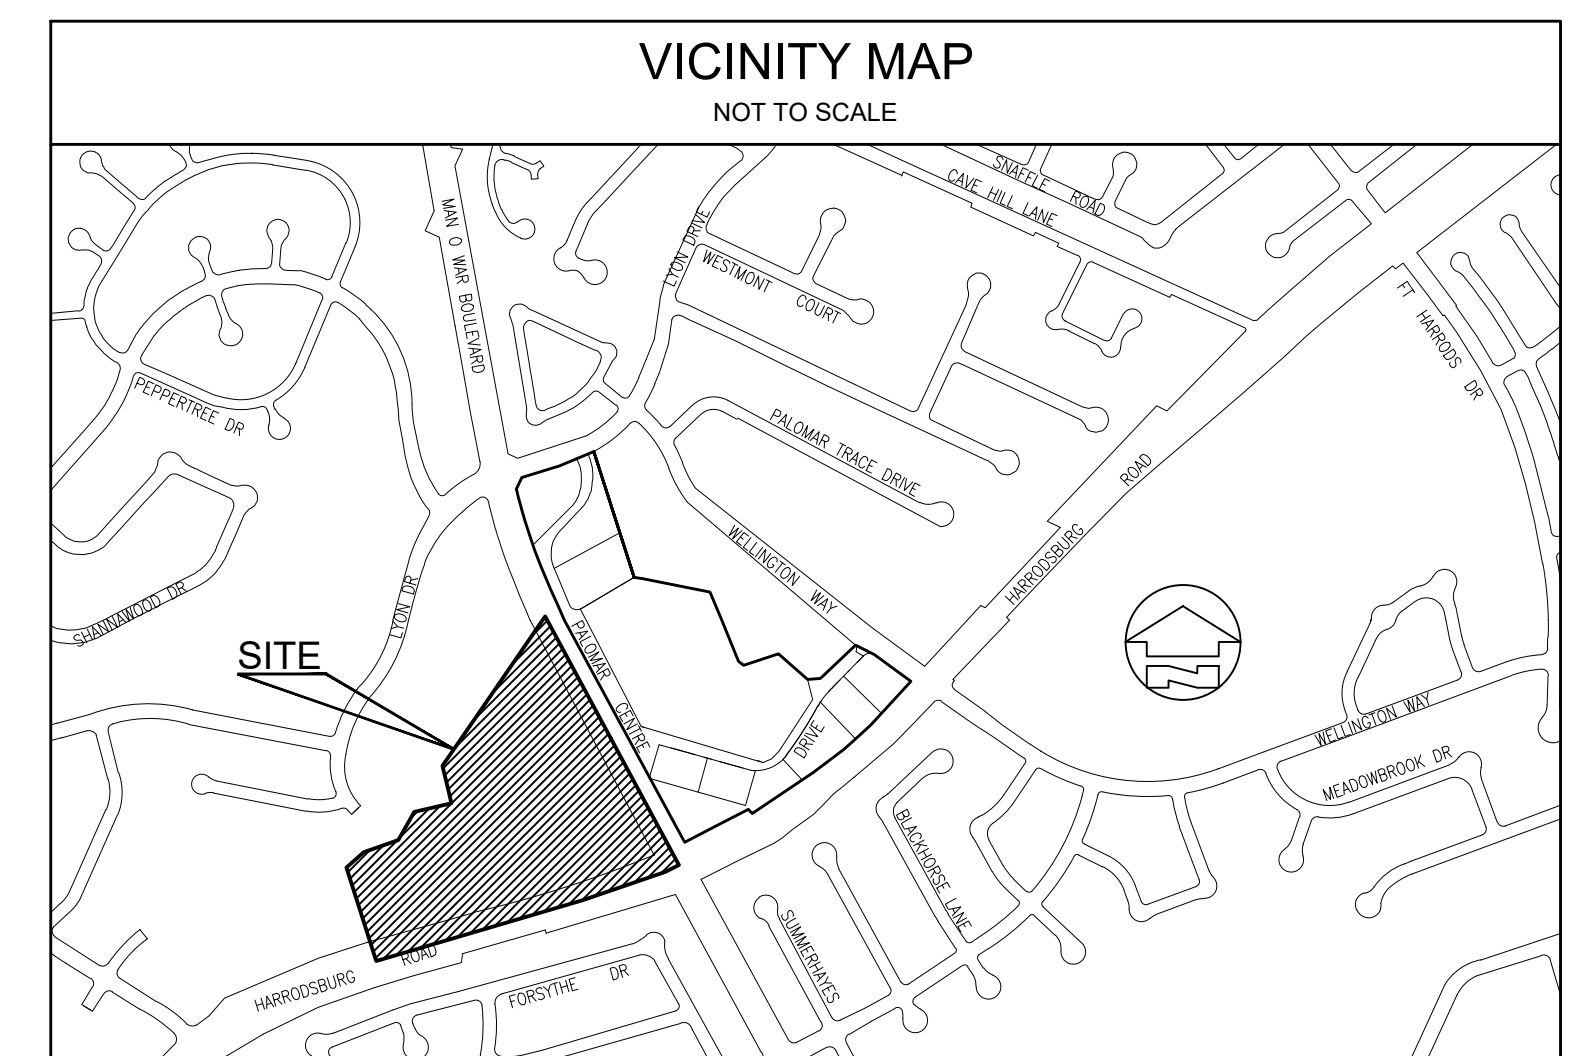 VICINITY MAP
NOT TO SCALE
SNAFFLE ROAD
CAVE HILL LANE
MAN O WAR BOULEVARD
LYON DRIVE
WESTMONT COURT
FT HARRODS DR
PEPPERTREE DR
PALOMAR TRACE DRIVE
HARRODSBURG ROAD
WELLINGTON WAY
SHANNAWOOD DR
LYON DR
SITE
PALOMAR CENTRE DRIVE
WELLINGTON WAY
MEADOWBROOK DR
BLACKHORSE LANE
SUMMERHAYES
HARRODSBURG ROAD
FORSYTHE DR
N